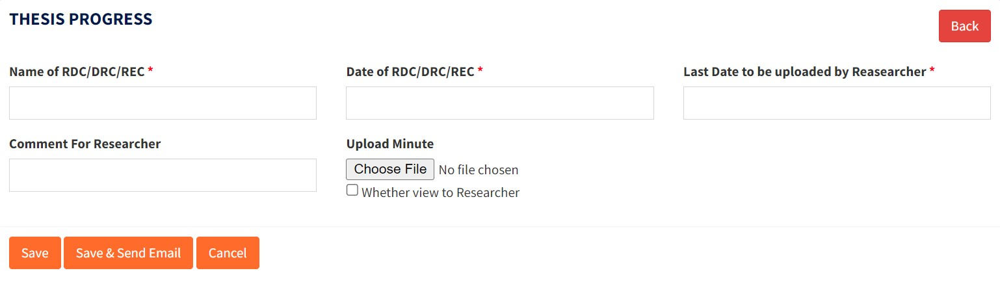 THESIS PROGRESS
Back
Name of RDC/DRC/REC *
Date of RDC/DRC/REC *
Last Date to be uploaded by Reasearcher *
Comment For Researcher
Upload Minute
Choose File No file chosen
Whether view to Researcher
Save
Save & Send Email
Cancel